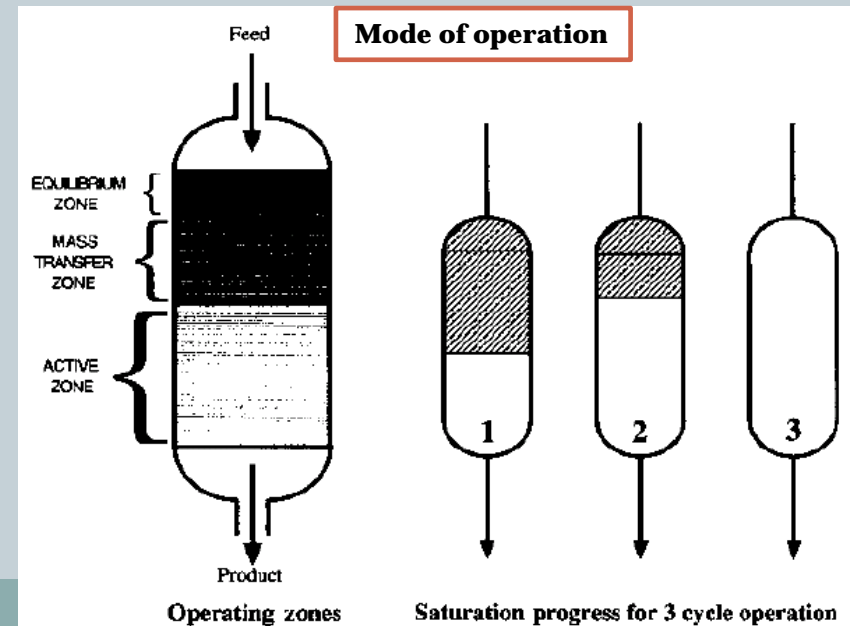 Mode of operation
Feed
EQUILIBRIUM
ZONE
MASS
TRANSFER
ZONE
ACTIVE
ZONE
Product
Operating zones
1
2
3
Saturation progress for 3 cycle operation